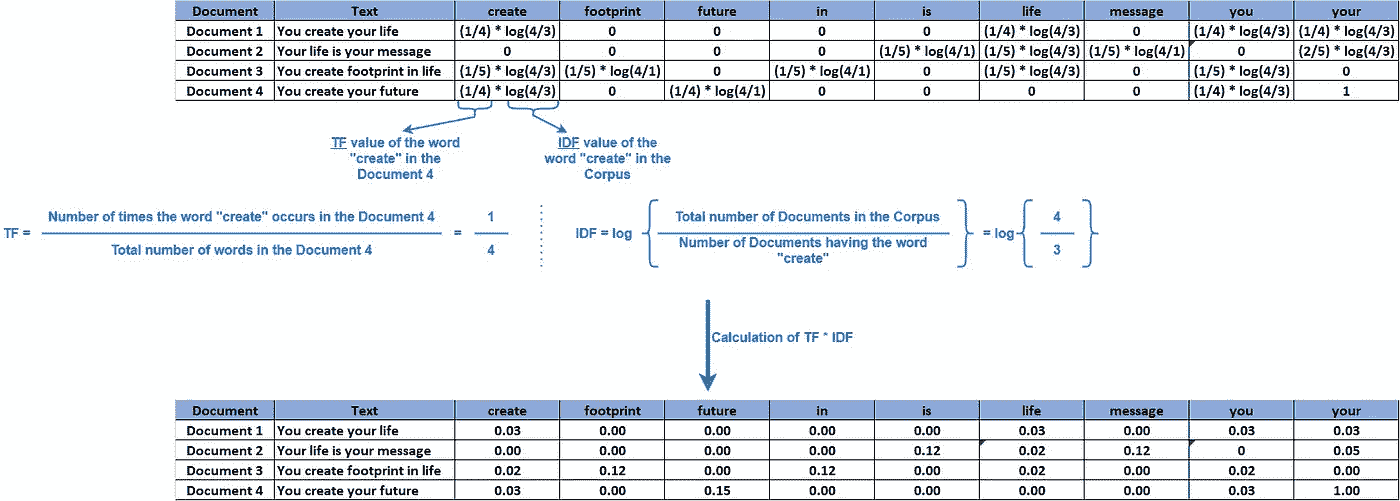 Document Text create footprint future in is life message you your
Document 1 You create your life (1/4) * log(4/3) 0 0 0 0 (1/4) * log(4/3) 0 (1/4) * log(4/3) (1/4) * log(4/3)
Document 2 Your life is your message 0 0 0 0 (1/5) * log(4/1) (1/5) * log(4/3) (1/5) * log(4/1) 0 (2/5) * log(4/3)
Document 3 You create footprint in life (1/5) * log(4/3) (1/5) * log(4/1) 0 (1/5) * log(4/1) 0 (1/5) * log(4/3) 0 (1/5) * log(4/3) 0
Document 4 You create your future (1/4) * log(4/3) 0 (1/4) * log(4/1) 0 0 0 0 (1/4) * log(4/3) 1
TF value of the word
"create" in the
Document 4
IDF value of the
word "create" in the
Corpus
TF =
Number of times the word "create" occurs in the Document 4
Total number of words in the Document 4
=
1
4
IDF = log
Total number of Documents in the Corpus
Number of Documents having the word
"create"
= log
4
3
Calculation of TF * IDF
Document Text create footprint future in is life message you your
Document 1 You create your life 0.03 0.00 0.00 0.00 0.00 0.03 0.00 0.03 0.03
Document 2 Your life is your message 0.00 0.00 0.00 0.00 0.12 0.02 0.12 0 0.05
Document 3 You create footprint in life 0.02 0.12 0.00 0.12 0.00 0.02 0.00 0.02 0.00
Document 4 You create your future 0.03 0.00 0.15 0.00 0.00 0.00 0.00 0.03 1.00